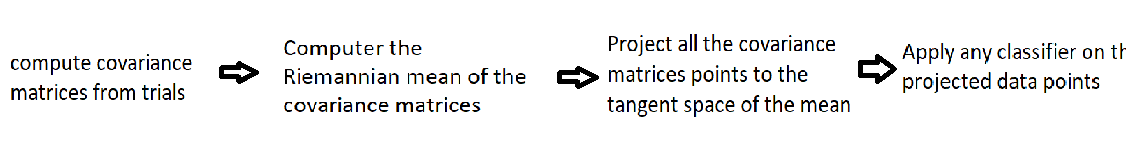 compute covariance
matrices from trials
Computer the
Riemannian mean of the
covariance matrices
Project all the covariance
matrices points to the
tangent space of the mean
Apply any classifier on th
projected data points